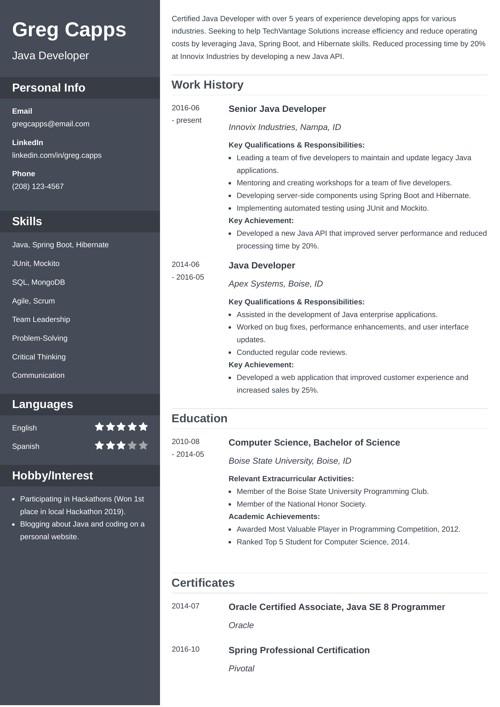 Greg Capps
Java Developer
Personal Info
Email
gregcapps@email.com
LinkedIn
linkedin.com/in/greg.capps
Phone
(208) 123-4567
Skills
Java, Spring Boot, Hibernate
JUnit, Mockito
SQL, MongoDB
Agile, Scrum
Team Leadership
Problem-Solving
Critical Thinking
Communication
Languages
English
Spanish
Hobby/Interest
• Participating in Hackathons (Won 1st
place in local Hackathon 2019).
• Blogging about Java and coding on a
personal website.
Certified Java Developer with over 5 years of experience developing apps for various
industries. Seeking to help TechVantage Solutions increase efficiency and reduce operating
costs by leveraging Java, Spring Boot, and Hibernate skills. Reduced processing time by 20%
at Innovix Industries by developing a new Java API.
Work History
2016-06
- present
Senior Java Developer
Innovix Industries, Nampa, ID
Key Qualifications & Responsibilities:
• Leading a team of five developers to maintain and update legacy Java
applications.
• Mentoring and creating workshops for a team of five developers.
• Developing server-side components using Spring Boot and Hibernate.
• Implementing automated testing using JUnit and Mockito.
Key Achievement:
• Developed a new Java API that improved server performance and reduced
processing time by 20%.
2014-06
- 2016-05
Java Developer
Apex Systems, Boise, ID
Key Qualifications & Responsibilities:
• Assisted in the development of Java enterprise applications.
• Worked on bug fixes, performance enhancements, and user interface
updates.
• Conducted regular code reviews.
Key Achievement:
• Developed a web application that improved customer experience and
increased sales by 25%.
Education
2010-08
- 2014-05
Computer Science, Bachelor of Science
Boise State University, Boise, ID
Relevant Extracurricular Activities:
• Member of the Boise State University Programming Club.
• Member of the National Honor Society.
Academic Achievements:
• Awarded Most Valuable Player in Programming Competition, 2012.
• Ranked Top 5 Student for Computer Science, 2014.
Certificates
2014-07
Oracle Certified Associate, Java SE 8 Programmer
Oracle
2016-10
Spring Professional Certification
Pivotal